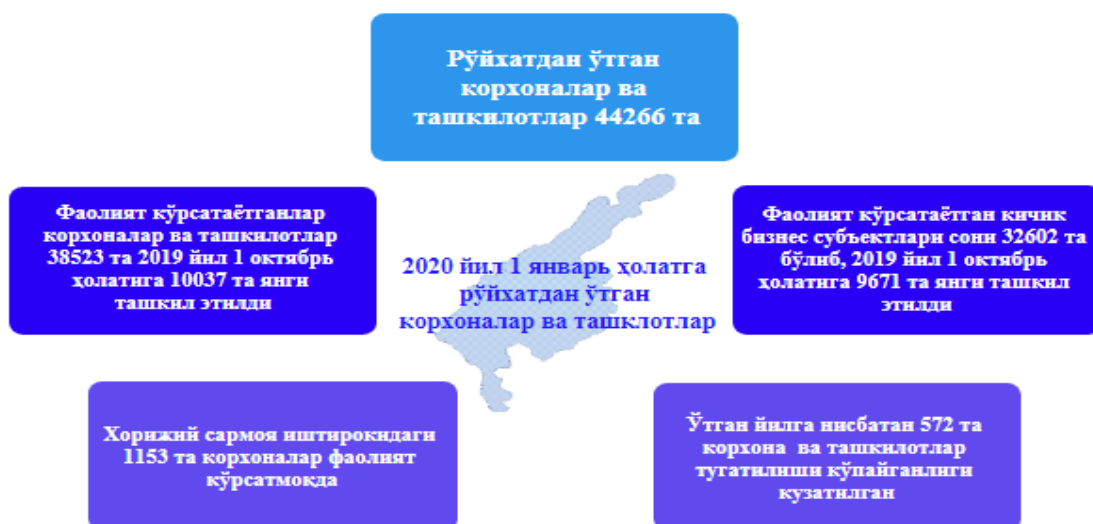 Рўйхатдан ўтган
корхоналар ва
ташкилотлар 44266 та
Фаолият кўрсатаётганлар
корхоналар ва ташкилотлар
38523 та 2019 йил 1 октябрь
ҳолатига 10037 та янги
ташкил этилди
Фаолият кўрсатаётган кичик
бизнес субъектлари сони 32602 та
бўлиб, 2019 йил 1 октябрь
ҳолатига 9671 та янги ташкил
этилди
2020 йил 1 январь ҳолатга
рўйхатдан ўтган
корхоналар ва ташклотлар
Хорижий сармоя иштирокидаги
1153 та корхоналар фаолият
кўрсатмоқда
Ўтган йилга нисбатан 572 та
корхона ва ташкилотлар
тугатилиши кўпайганлиги
кузатилган